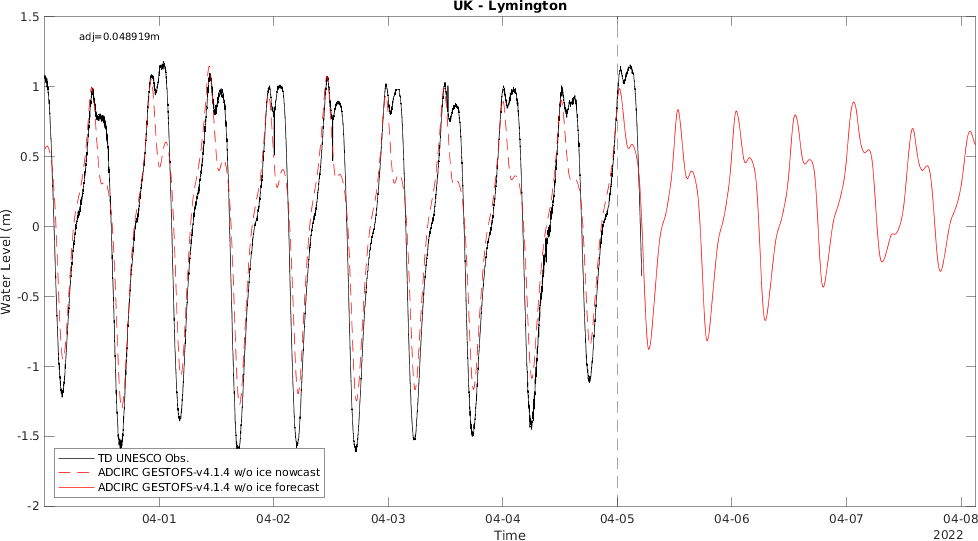 UK - Lymington
adj=0.048919m
1.5
1
0.5
0
-0.5
-1
-1.5
-2
Water Level (m)
TD UNESCO Obs.
ADCIRC GESTOFS-v4.1.4 w/o ice nowcast
ADCIRC GESTOFS-v4.1.4 w/o ice forecast
04-01 04-02 04-03 04-04 04-05 04-06 04-07 04-08
Time
2022